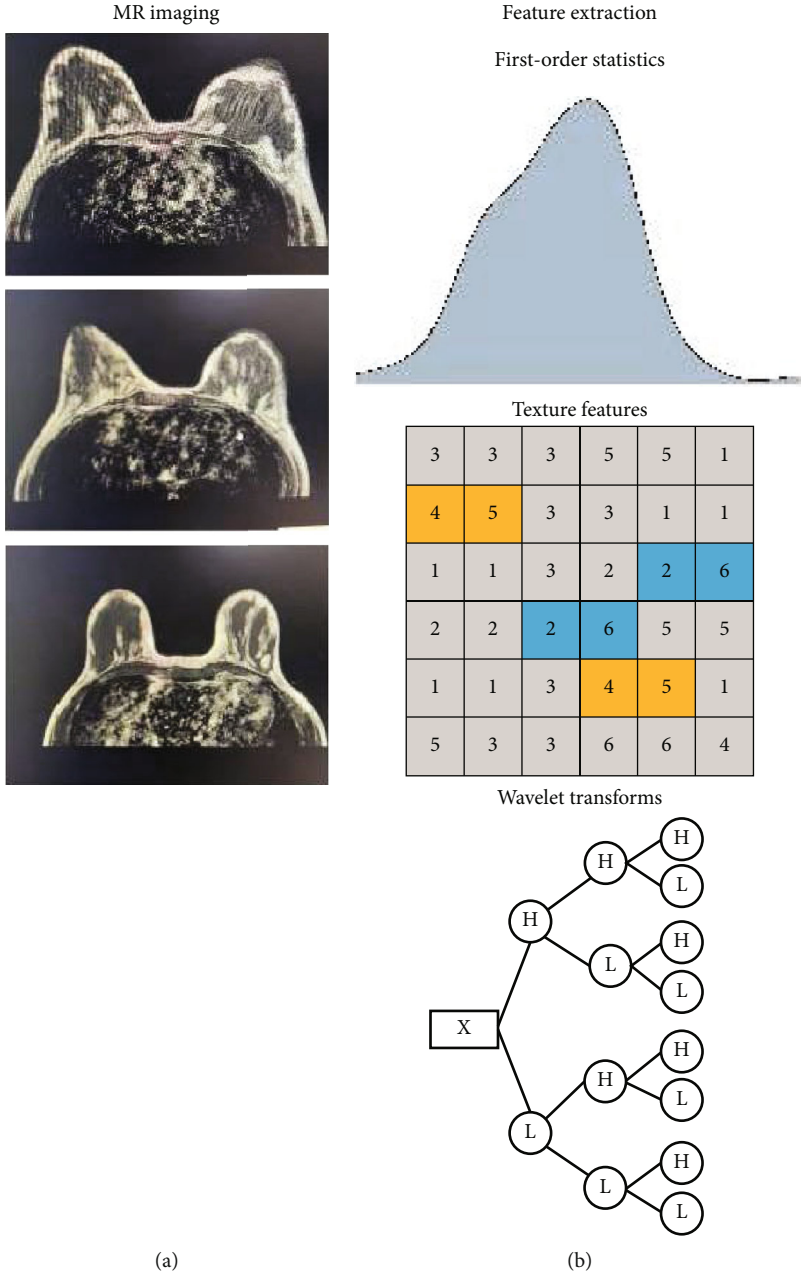 MR imaging
Feature extraction
First-order statistics
Texture features
3 3 3 5 5 1
4 5 3 3 1 1
1 1 3 2 2 6
2 2 2 6 5 5
1 1 3 4 5 1
5 3 3 6 6 4
Wavelet transforms
H
H
L
H
H
L
L
X
H
H
L
L
H
L
L
(a)
(b)